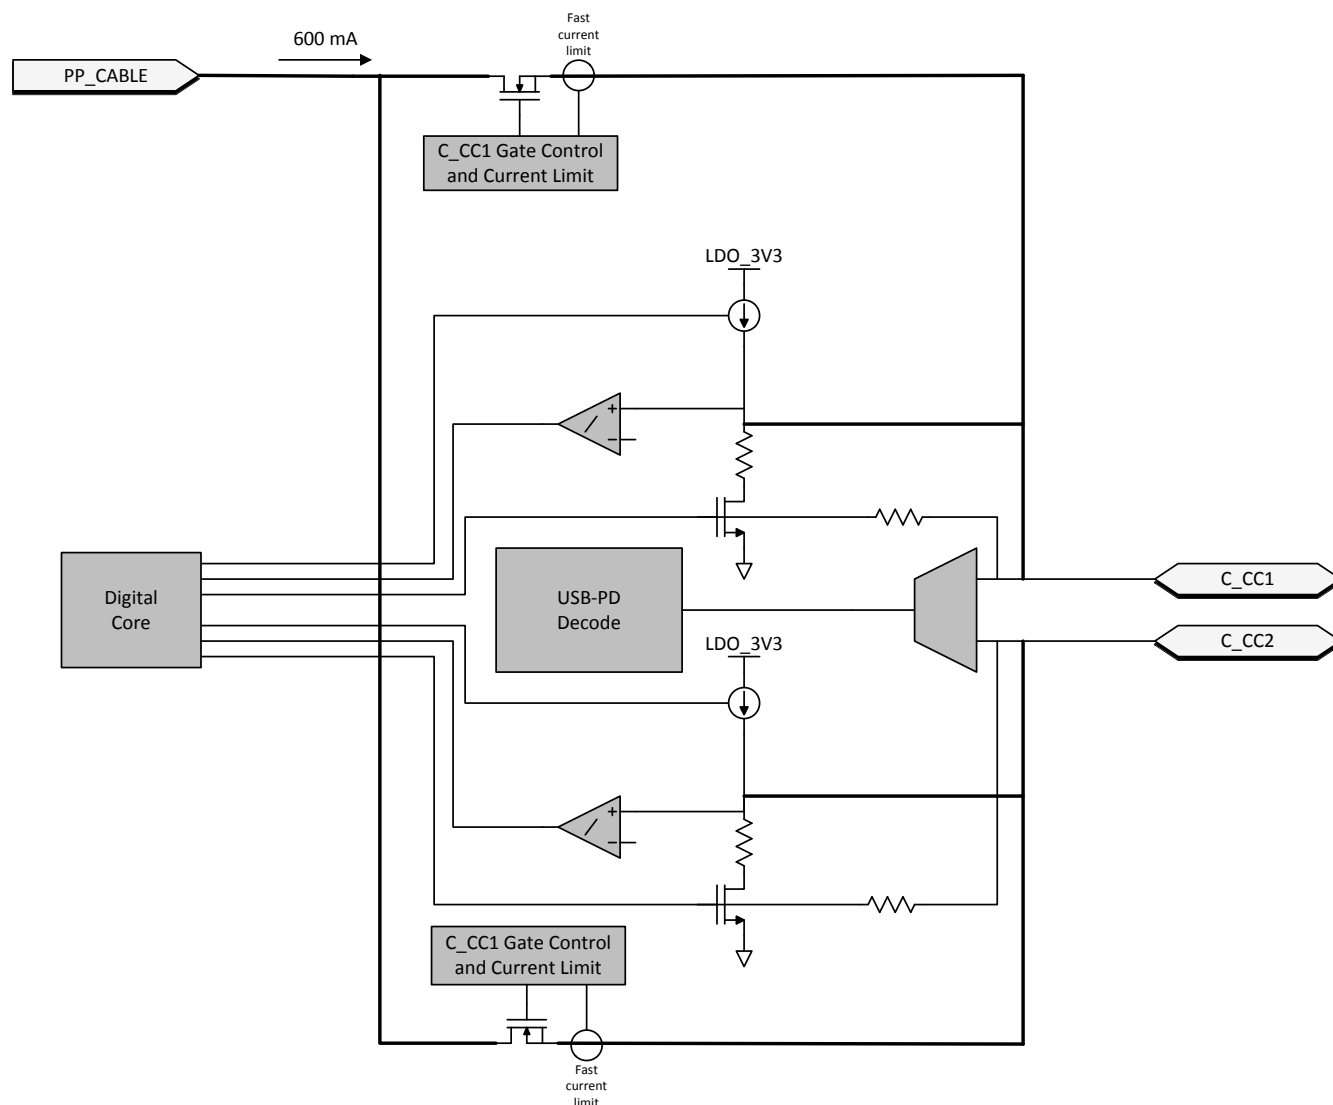 600 mA
Fast
current
limit
PP_CABLE
C_CC1 Gate Control
and Current Limit
LDO_3V3
+
−
Digital
Core
USB-PD
Decode
C_CC1
C_CC2
LDO_3V3
+
−
C_CC1 Gate Control
and Current Limit
Fast
current
limit